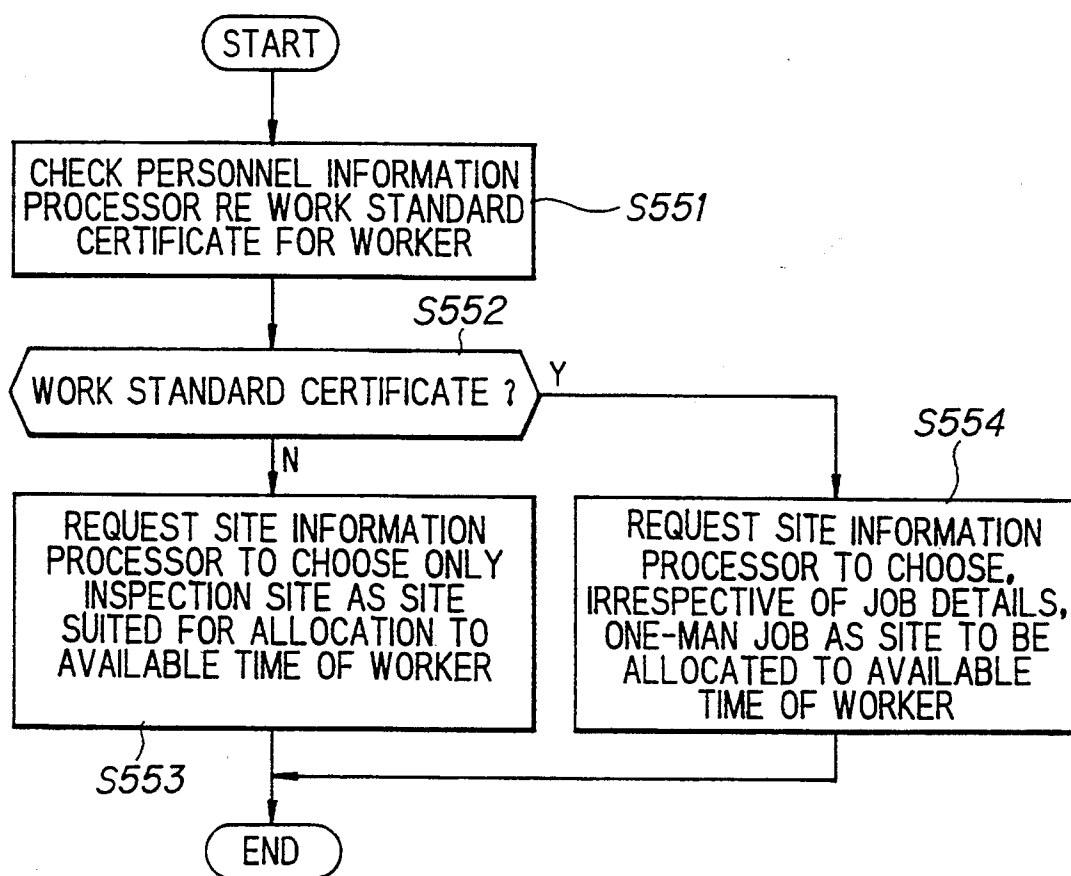 START
CHECK PERSONNEL INFORMATION
PROCESSOR RE WORK STANDARD
CERTIFICATE FOR WORKER
S551
S552
WORK STANDARD CERTIFICATE ?
Y
N
S554
REQUEST SITE INFORMATION
PROCESSOR TO CHOOSE ONLY
INSPECTION SITE AS SITE
SUITED FOR ALLOCATION TO
AVAILABLE TIME OF WORKER
S553
REQUEST SITE INFORMATION
PROCESSOR TO CHOOSE,
IRRESPECTIVE OF JOB DETAILS,
ONE-MAN JOB AS SITE TO BE
ALLOCATED TO AVAILABLE
TIME OF WORKER
END